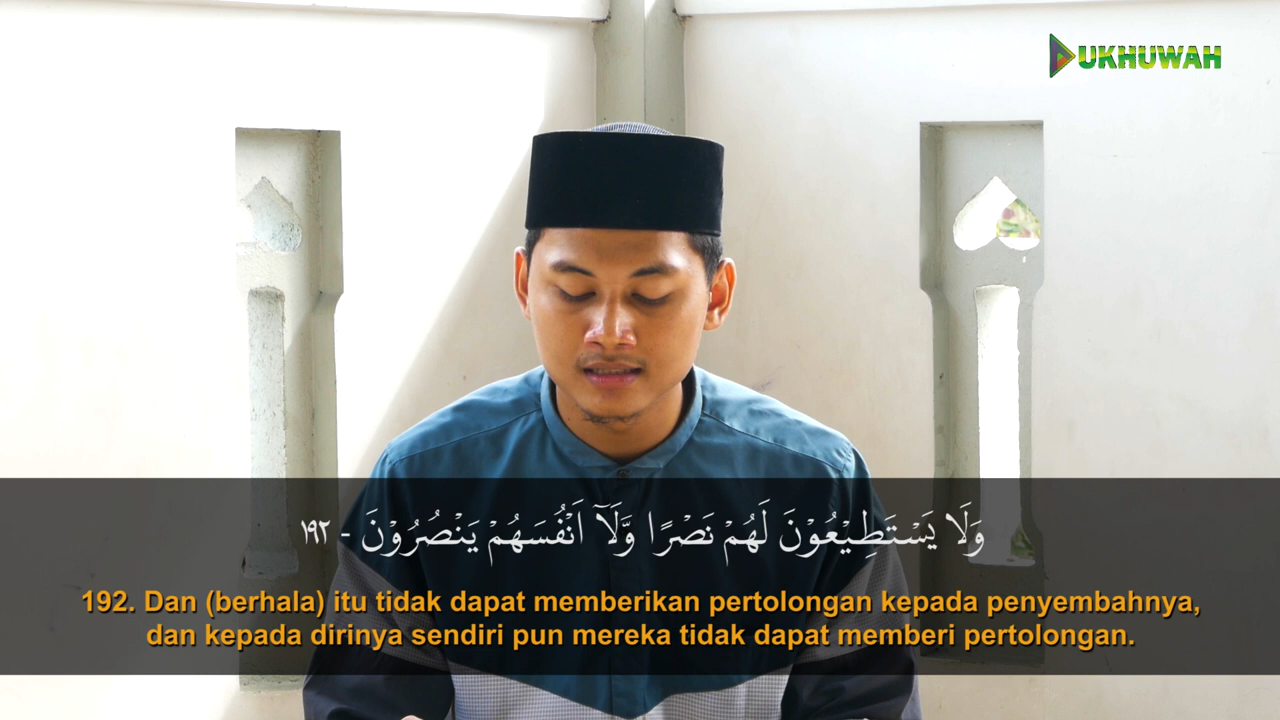 UKHUWAH
وَلَا يَسْتَطِيْعُوْنَ لَهُمْ نَصْرًا وَّلَآ اَنْفُسَهُمْ يَنْصُرُوْنَ - ١٩٢
192. Dan (berhala) itu tidak dapat memberikan pertolongan kepada penyembahnya,
dan kepada dirinya sendiri pun mereka tidak dapat memberi pertolongan.